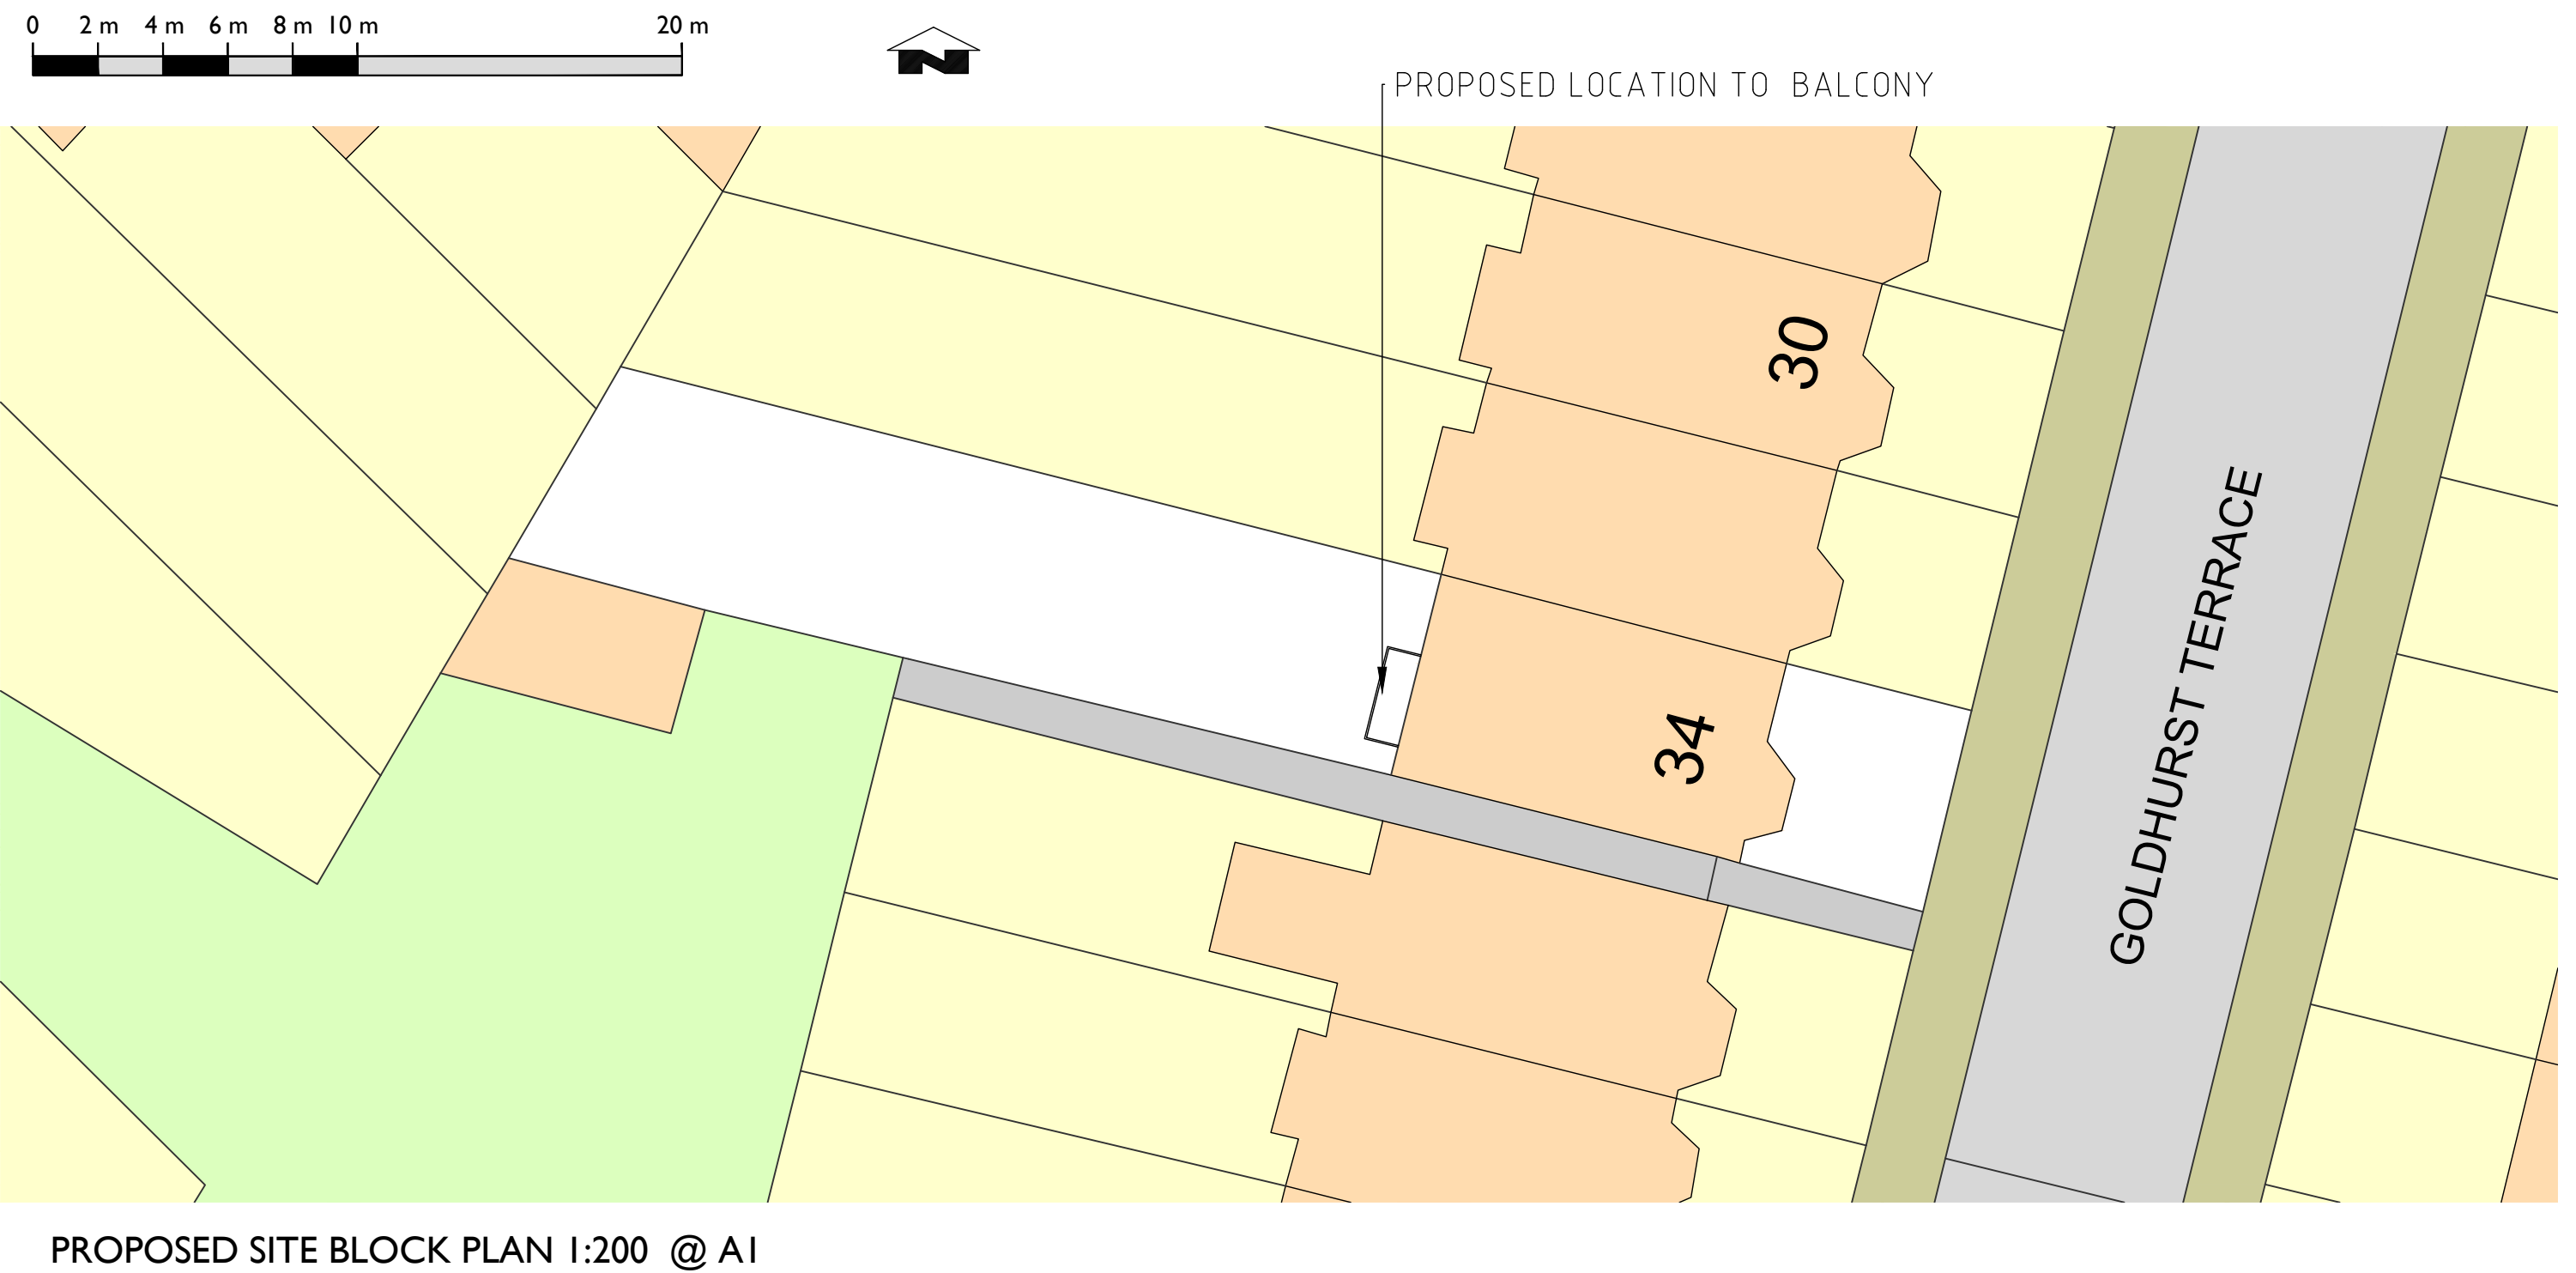 0 2 m 4 m 6 m 8 m 10 m 20 m
N
PROPOSED LOCATION TO BALCONY
30
34
GOLDHURST TERRACE
PROPOSED SITE BLOCK PLAN 1:200 @ A1